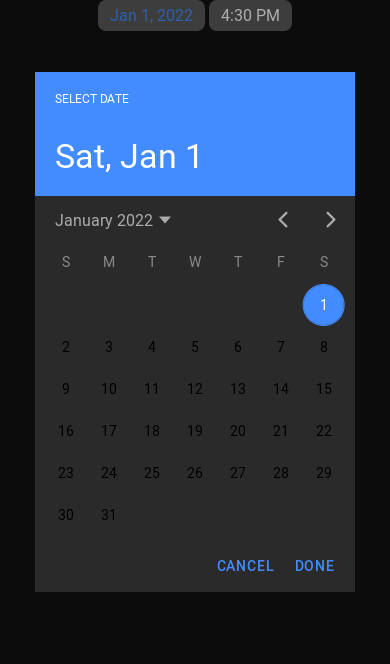 Jan 1, 2022 4:30 PM
SELECT DATE
Sat, Jan 1
January 2022
S M T W T F S
1
2 3 4 5 6 7 8
9 10 11 12 13 14 15
16 17 18 19 20 21 22
23 24 25 26 27 28 29
30 31
CANCEL DONE